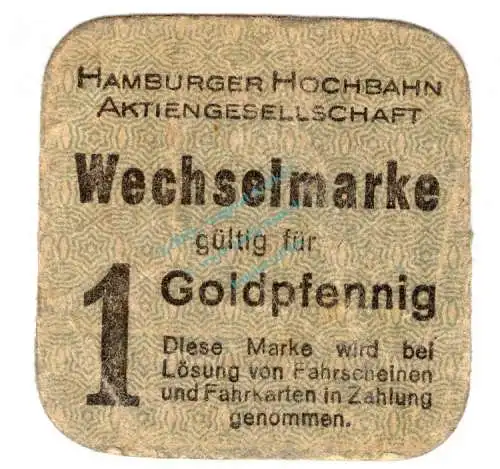 HAMBURGER HOCHBAHN
AKTIENGESELLSCHAFT
Wechselmarke
gültig für
1 Goldpfennig
Diese Marke wird bei
Lösung von Fahrscheinen
und Fahrkarten in Zahlung
genommen.